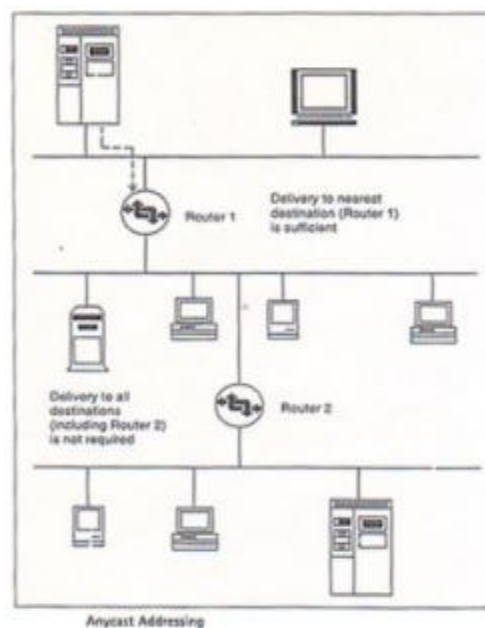 Router 1
Delivery to nearest
destination (Router 1)
is sufficient
Delivery to all
destinations
(including Router 2)
is not required
Router 2
Anycast Addressing